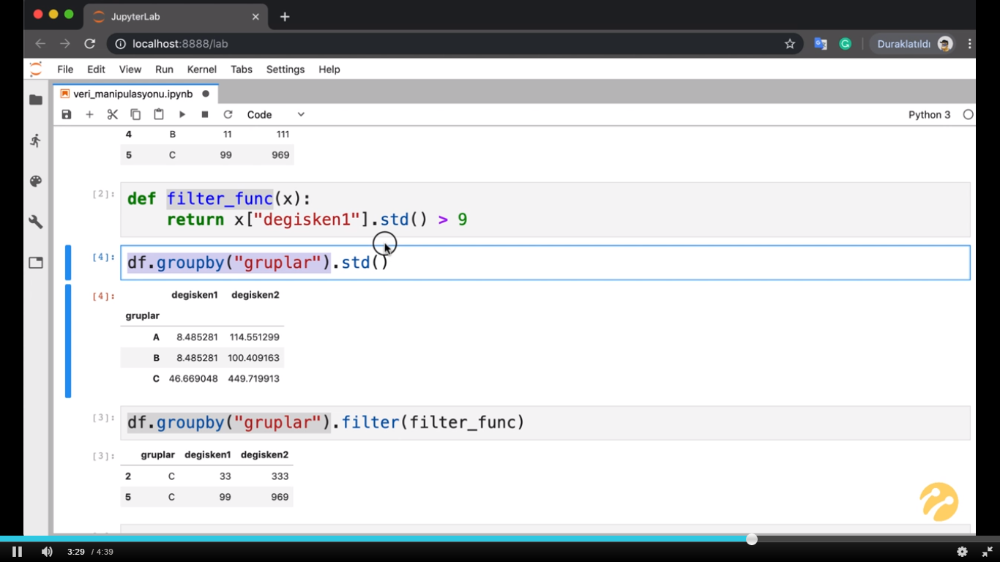 JupyterLab
localhost:8888/lab
Duraklatıldı
File Edit View Run Kernel Tabs Settings Help
veri_manipulasyonu.ipynb
Code
Python 3
4 B 11 111
5 C 99 969
[2]: def filter_func(x):
return x["degisken1"].std() > 9
[4]: df.groupby("gruplar").std()
[4]: degisken1 degisken2
gruplar
A 8.485281 114.551299
B 8.485281 100.409163
C 46.669048 449.719913
[3]: df.groupby("gruplar").filter(filter_func)
[3]: gruplar degisken1 degisken2
2 C 33 333
5 C 99 969
3:29 / 4:39